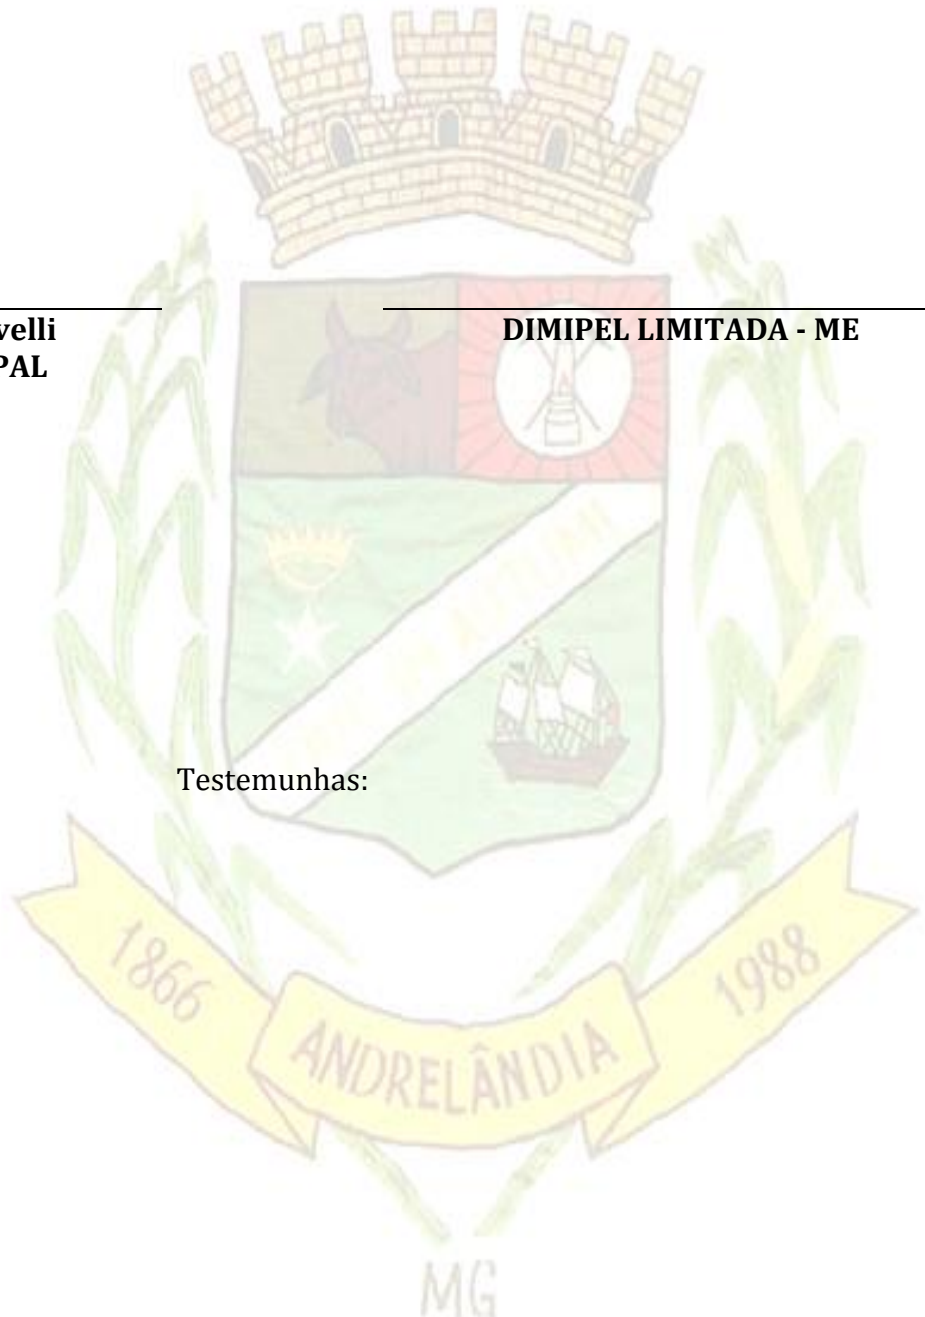 velli
PAL
DIMIPEL LIMITADA - ME
Testemunhas:
1866
ANDRELÂNDIA
1988
MG